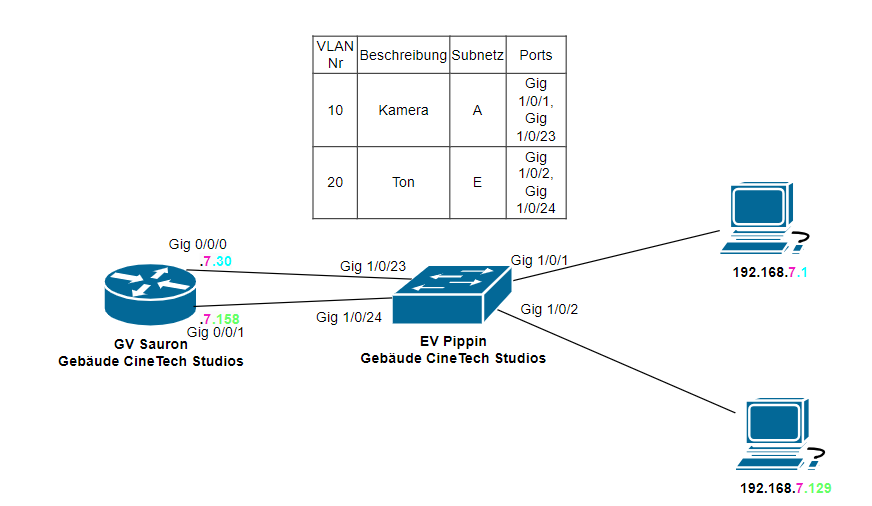 VLAN
Nr
Beschreibung
Subnetz
Ports
10
Kamera
A
Gig
1/0/1,
Gig
1/0/23
20
Ton
E
Gig
1/0/2,
Gig
1/0/24
Gig 0/0/0
.7.30
Gig 1/0/23
Gig 1/0/1
192.168.7.1
.7.158
Gig 0/0/1
Gig 1/0/24
Gig 1/0/2
GV Sauron
Gebäude CineTech Studios
EV Pippin
Gebäude CineTech Studios
192.168.7.129